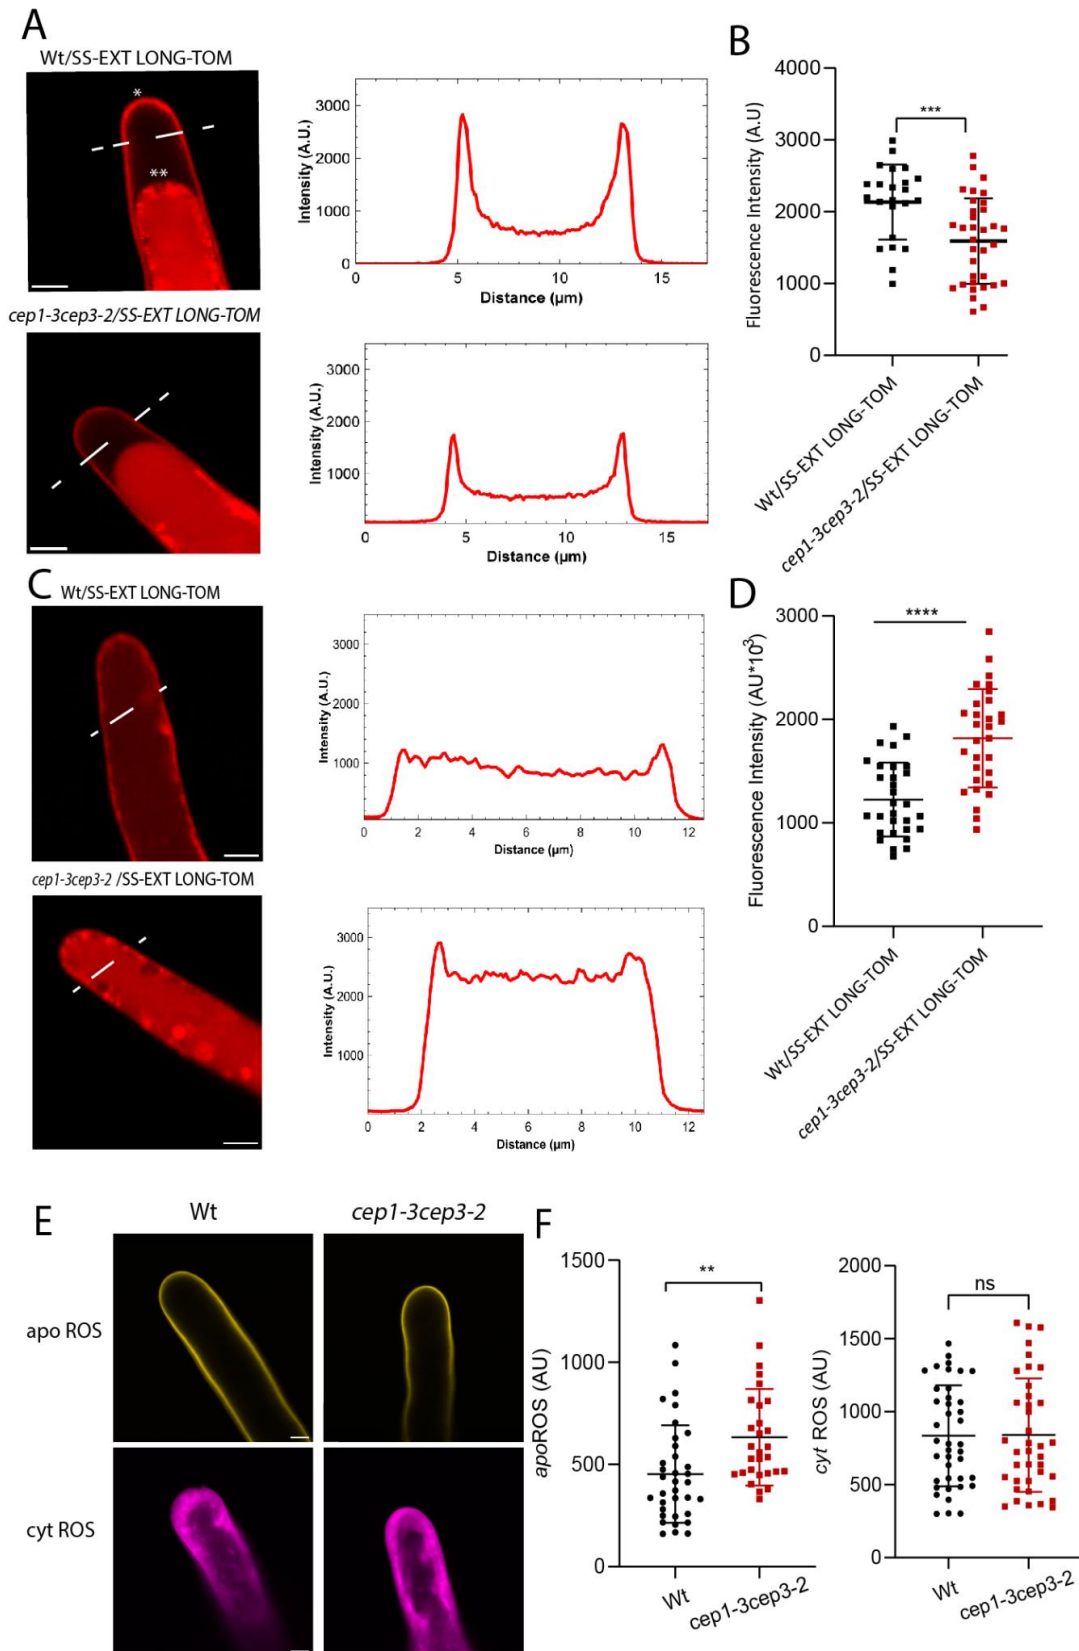 A
Wt/SS-EXT LONG-TOM
*
**
3000
2000
1000
0
Intensity (A.U.)
0
5
10
15
Distance (µm)
cep1-3cep3-2/SS-EXT LONG-TOM
3000
2000
1000
Intensity (A.U.)
0
5
10
15
Distance (µm)
B
4000
3000
2000
1000
0
Fluorescence Intensity (A.U)
***
Wt/SS-EXT LONG-TOM
cep1-3cep3-2/SS-EXT LONG-TOM
C
Wt/SS-EXT LONG-TOM
3000
2000
1000
Intensity (A.U.)
0
2
4
6
8
10
12
Distance (µm)
cep1-3cep3-2 /SS-EXT LONG-TOM
3000
2000
1000
Intensity (A.U.)
0
2
4
6
8
10
12
Distance (µm)
D
3000
2000
1000
0
Fluorescence Intensity (AU*10³)
****
Wt/SS-EXT LONG-TOM
cep1-3cep3-2/SS-EXT LONG-TOM
E
Wt
cep1-3cep3-2
apo ROS
cyt ROS
F
1500
1000
500
0
apoROS (AU)
**
Wt
cep1-3cep3-2
2000
1500
1000
500
0
cyt ROS (AU)
ns
Wt
cep1-3cep3-2